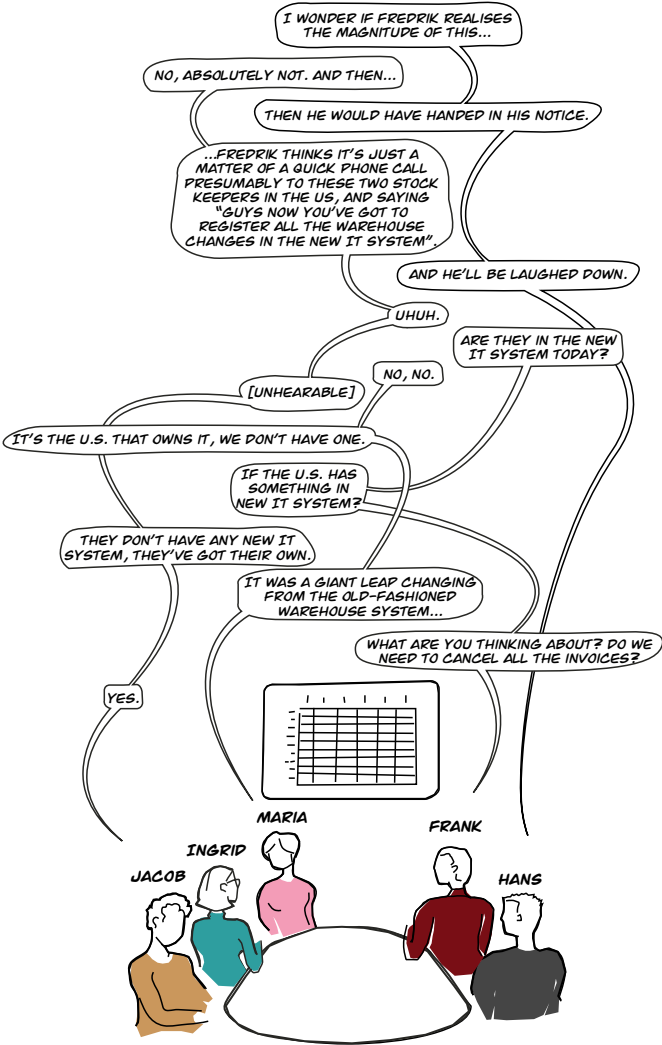 I WONDER IF FREDRIK REALISES
THE MAGNITUDE OF THIS...
NO, ABSOLUTELY NOT. AND THEN...
THEN HE WOULD HAVE HANDED IN HIS NOTICE.
...FREDRIK THINKS IT'S JUST A
MATTER OF A QUICK PHONE CALL
PRESUMABLY TO THESE TWO STOCK
KEEPERS IN THE US, AND SAYING
"GUYS NOW YOU'VE GOT TO
REGISTER ALL THE WAREHOUSE
CHANGES IN THE NEW IT SYSTEM".
AND HE'LL BE LAUGHED DOWN.
UHUH.
ARE THEY IN THE NEW
IT SYSTEM TODAY?
NO, NO.
[UNHEARABLE]
IT'S THE U.S. THAT OWNS IT, WE DON'T HAVE ONE.
IF THE U.S. HAS
SOMETHING IN
NEW IT SYSTEM?
THEY DON'T HAVE ANY NEW IT
SYSTEM, THEY'VE GOT THEIR OWN.
IT WAS A GIANT LEAP CHANGING
FROM THE OLD-FASHIONED
WAREHOUSE SYSTEM...
WHAT ARE YOU THINKING ABOUT? DO WE
NEED TO CANCEL ALL THE INVOICES?
YES.
MARIA
FRANK
INGRID
JACOB
HANS